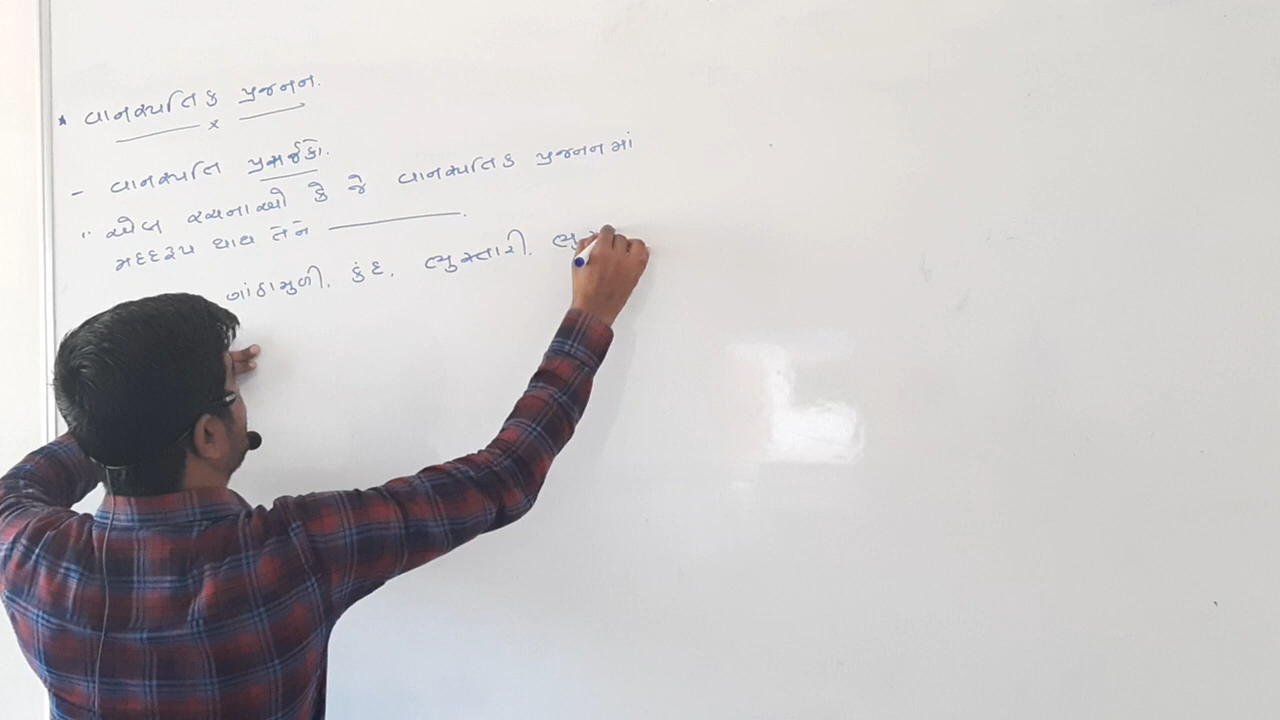 * વાનસ્પતિક પ્રજનન.
- વાનસ્પતિ પ્રસર્જકો.
" એવી રચનાઓ કે જે વાનસ્પતિક પ્રજનનમાં
મદદરૂપ થાય તેને ———.
ગાંઠામુળી, કુંદ, ભુસ્તારી,